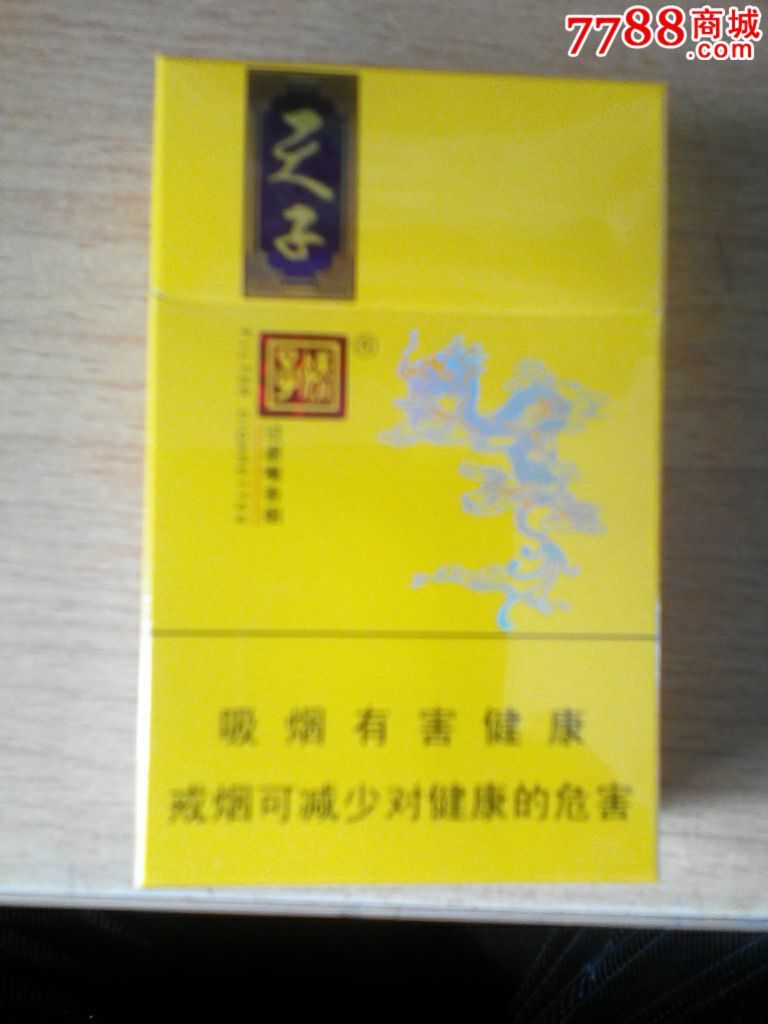 7788商城
.com
天子
®
吸烟有害健康
戒烟可减少对健康的危害